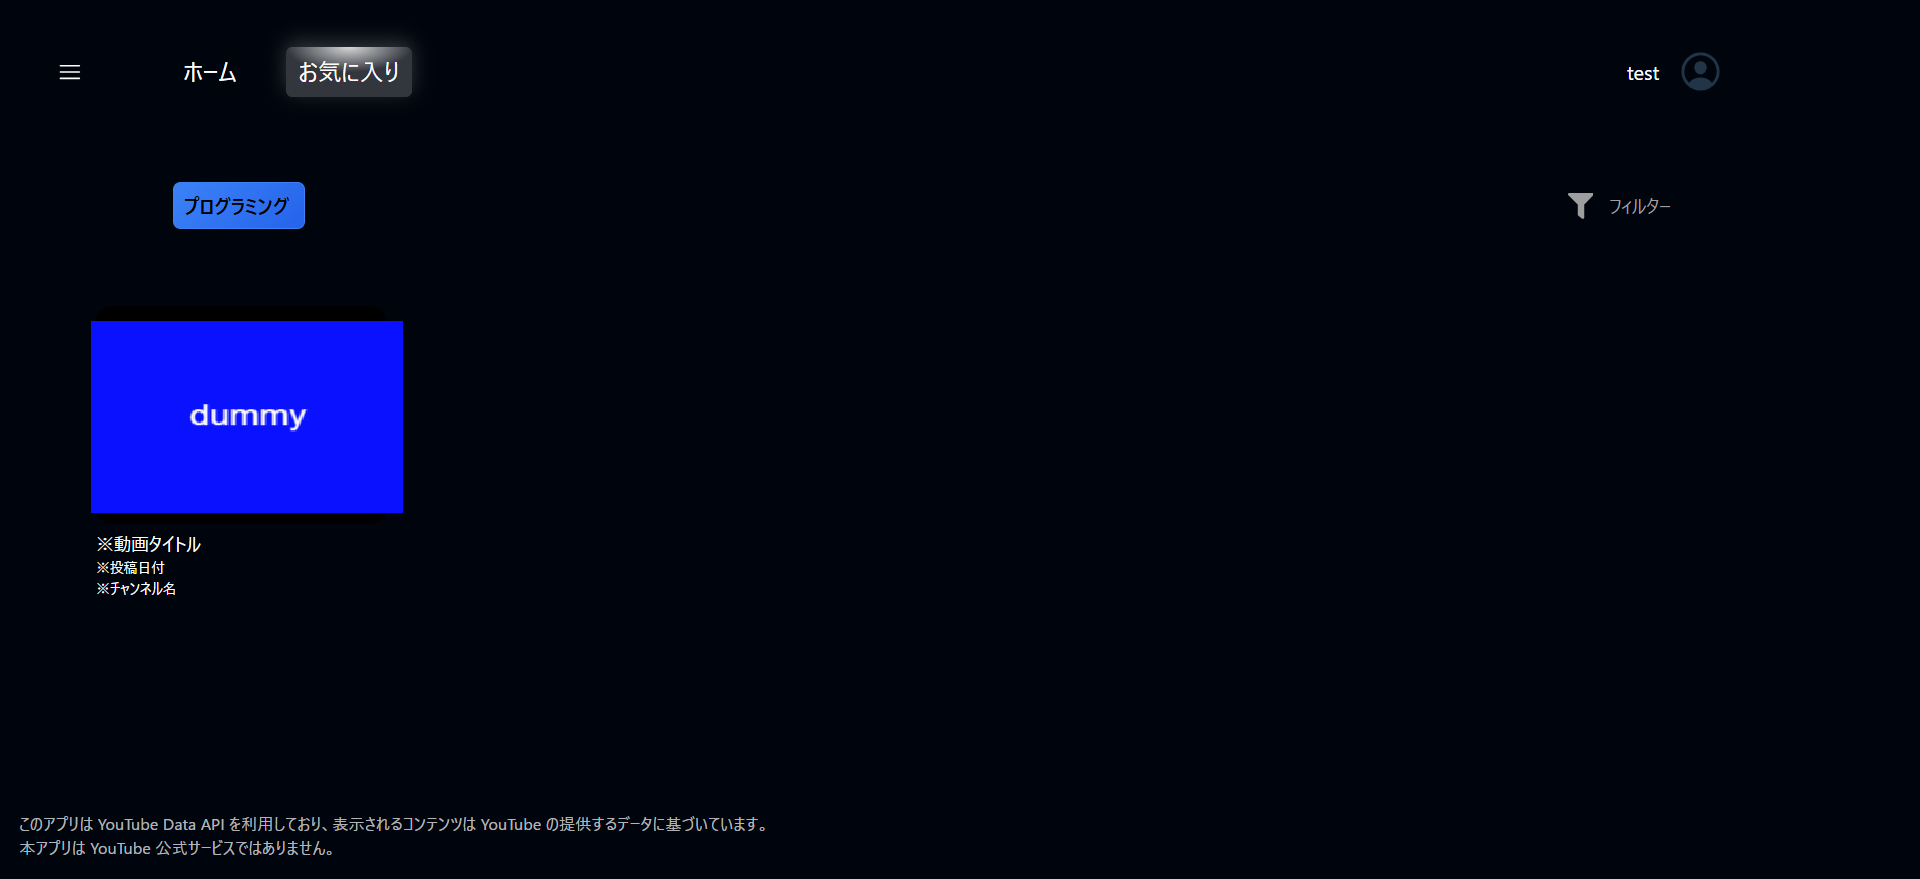 ホーム
お気に入り
test
プログラミング
フィルター
dummy
※動画タイトル
※投稿日付
※チャンネル名
このアプリは YouTube Data API を利用しており、表示されるコンテンツは YouTube の提供するデータに基づいています。
本アプリは YouTube 公式サービスではありません。